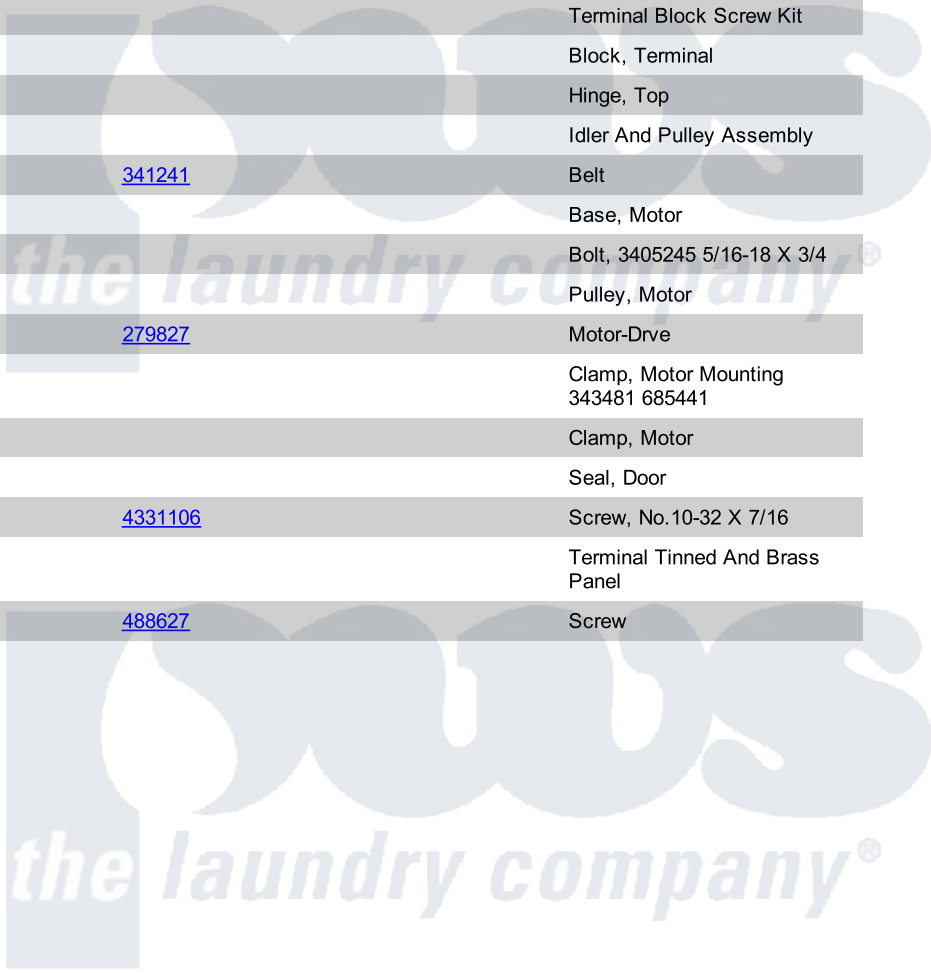 Terminal Block Screw Kit
Block, Terminal
Hinge, Top
Idler And Pulley Assembly
341241 Belt
Base, Motor
Bolt, 3405245 5/16-18 X 3/4
Pulley, Motor
279827 Motor-Drve
Clamp, Motor Mounting
343481 685441
Clamp, Motor
Seal, Door
4331106 Screw, No.10-32 X 7/16
Terminal Tinned And Brass
Panel
488627 Screw
pws
the laundry company®
pws
the laundry company®